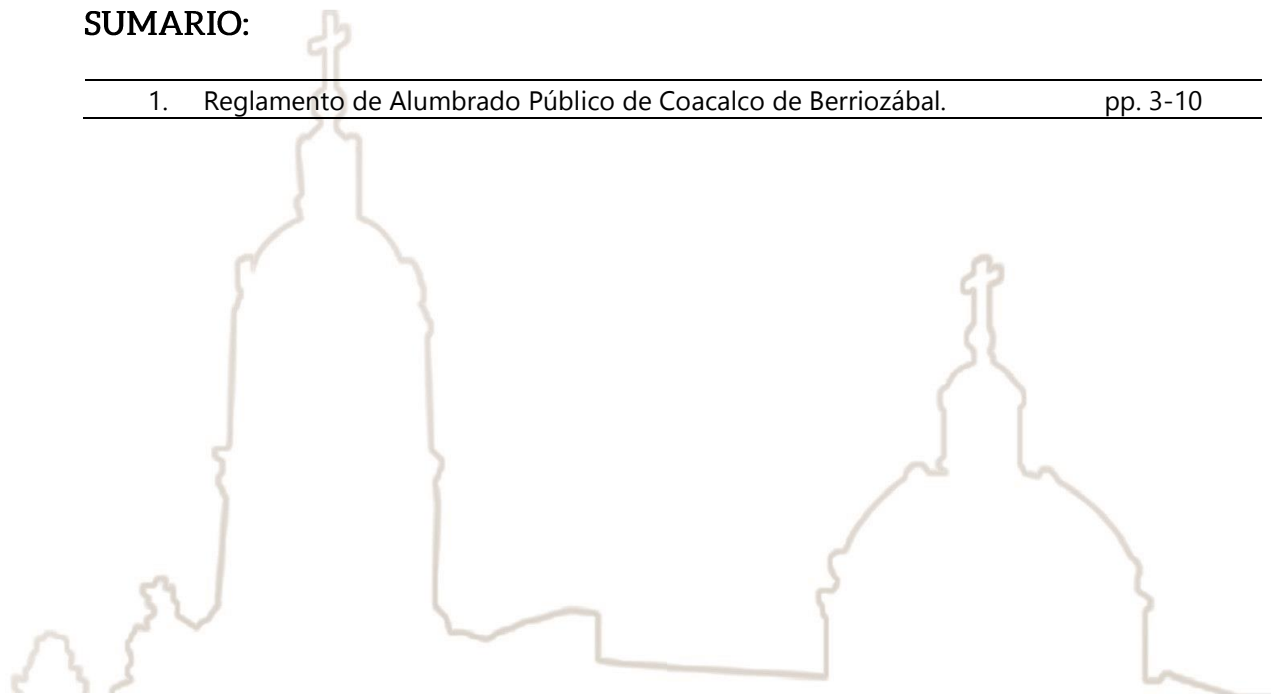 SUMARIO:
1. Reglamento de Alumbrado Público de Coacalco de Berriozábal. pp. 3-10